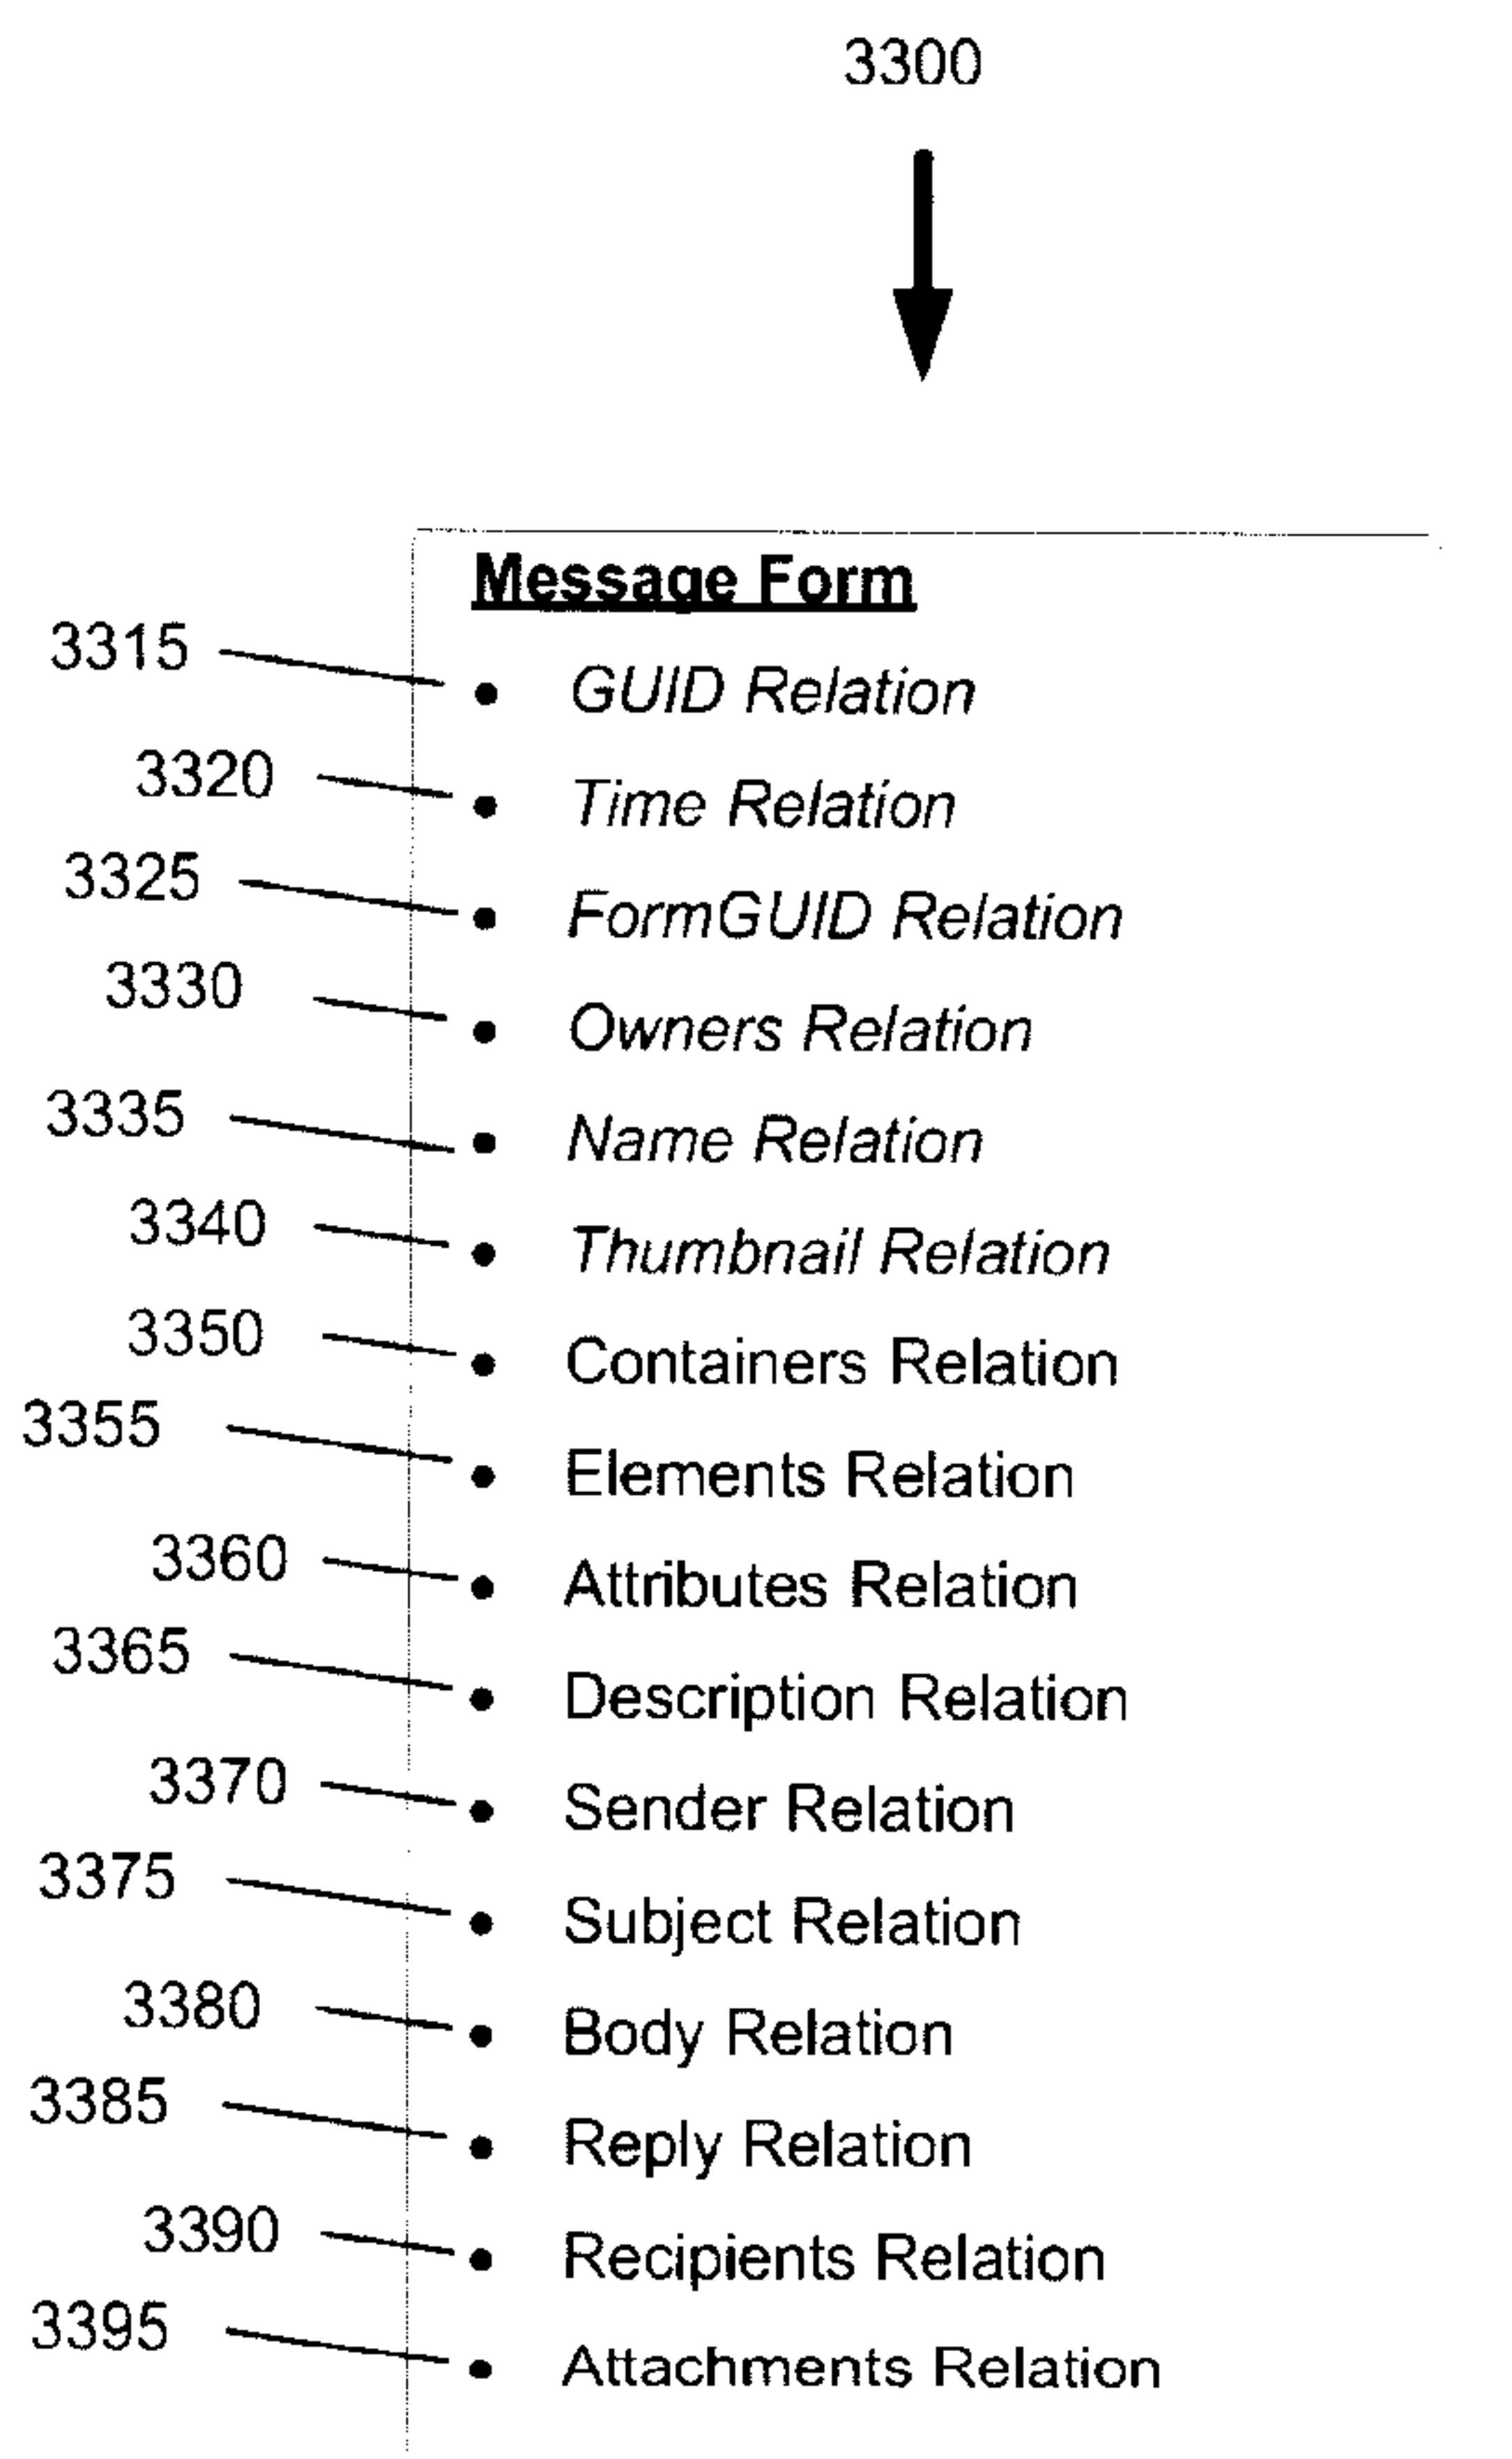 3300
Message Form
3315 • GUID Relation
3320 • Time Relation
3325 • FormGUID Relation
3330 • Owners Relation
3335 • Name Relation
3340 • Thumbnail Relation
3350 • Containers Relation
3355 • Elements Relation
3360 • Attributes Relation
3365 • Description Relation
3370 • Sender Relation
3375 • Subject Relation
3380 • Body Relation
3385 • Reply Relation
3390 • Recipients Relation
3395 • Attachments Relation